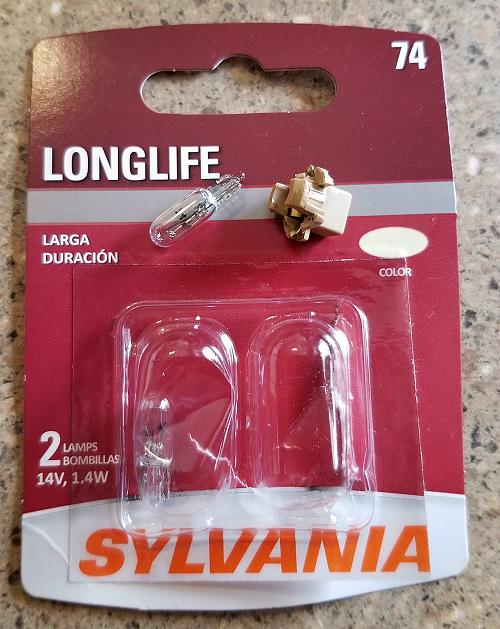 74
LONGLIFE
LARGA
DURACIÓN
COLOR
2 LAMPS
BOMBILLAS
14V, 1.4W
SYLVANIA